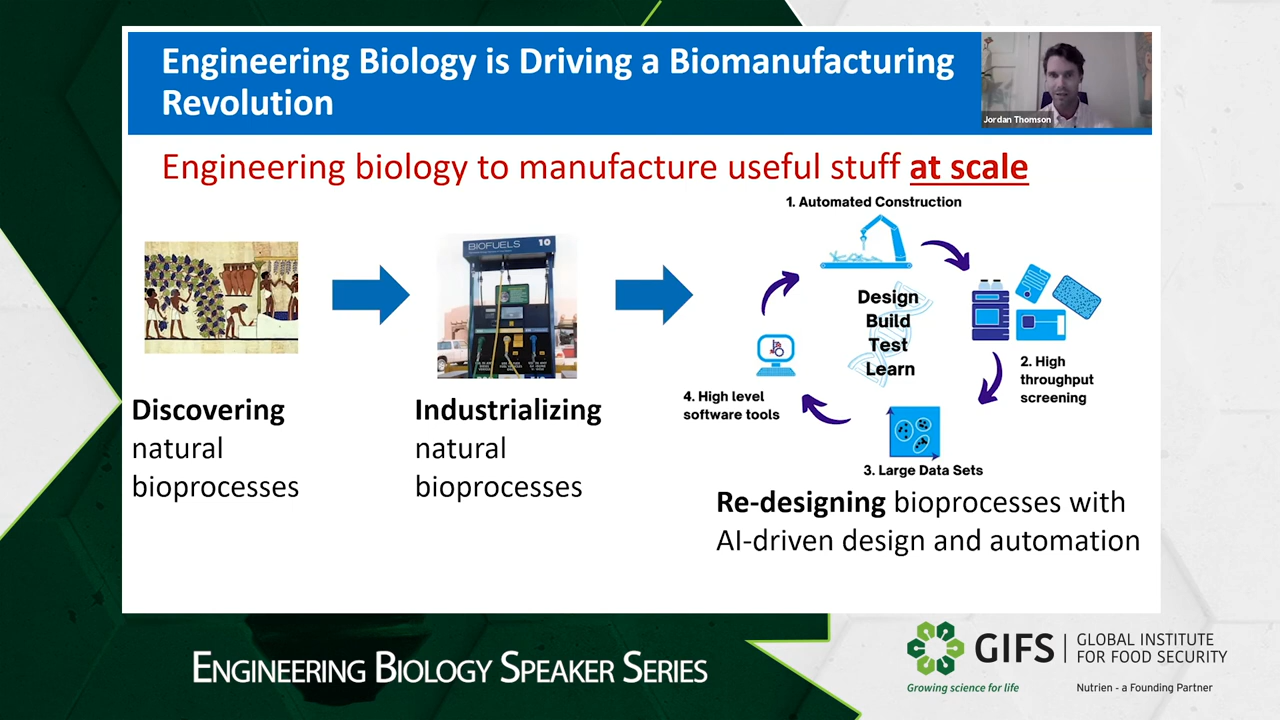 Engineering Biology is Driving a Biomanufacturing
Revolution
Jordan Thomson
Engineering biology to manufacture useful stuff at scale
1. Automated Construction
BIOFUELS 10
Design
Build
Test
Learn
2. High
throughput
screening
4. High level
software tools
3. Large Data Sets
Discovering
natural
bioprocesses
Industrializing
natural
bioprocesses
Re-designing bioprocesses with
AI-driven design and automation
ENGINEERING BIOLOGY SPEAKER SERIES
GIFS
GLOBAL INSTITUTE
FOR FOOD SECURITY
Growing science for life
Nutrien - a Founding Partner